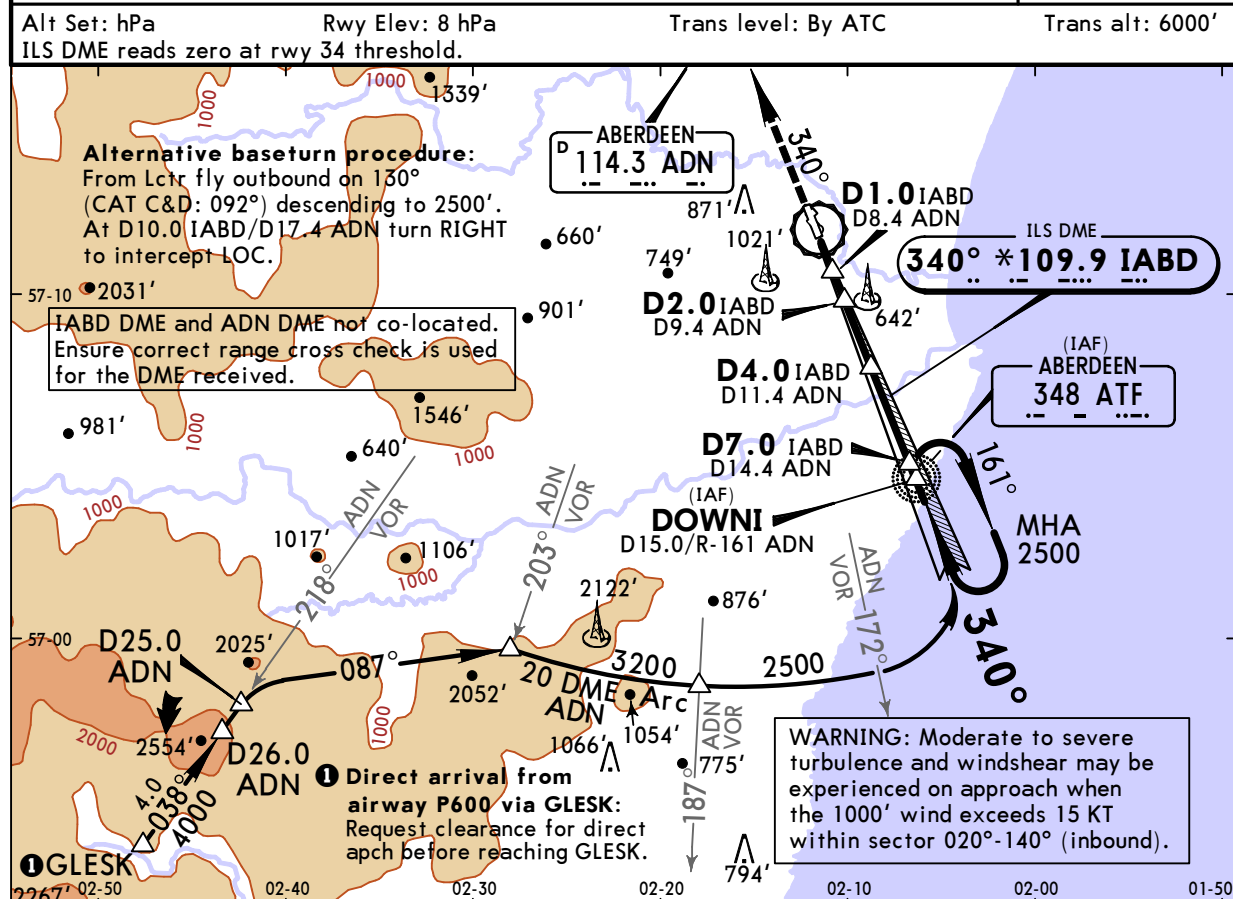 Alt Set: hPa Rwy Elev: 8 hPa Trans level: By ATC Trans alt: 6000'
ILS DME reads zero at rwy 34 threshold.
1000
1339'
1000
Alternative baseturn procedure:
From Lctr fly outbound on 130°
(CAT C&D: 092°) descending to 2500'.
At D10.0 IABD/D17.4 ADN turn RIGHT
to intercept LOC.
ABERDEEN
D 114.3 ADN
340°
871'
D1.0 IABD
D8.4 ADN
1021'
660'
749'
ILS DME
340° *109.9 IABD
57-10
2031'
D2.0 IABD
D9.4 ADN
642'
901'
IABD DME and ADN DME not co-located.
Ensure correct range cross check is used
for the DME received.
(IAF)
ABERDEEN
348 ATF
D4.0 IABD
D11.4 ADN
1546'
981'
1000
640'
1000
D7.0 IABD
D14.4 ADN
161°
(IAF)
DOWNI
D15.0/R-161 ADN
MHA
2500
1000
ADN
VOR
218°
ADN
VOR
203°
1017'
1106'
1000
2122'
876'
ADN
VOR
172°
57-00
D25.0
ADN
2025'
087°
2052'
20 DME Arc
ADN
3200
2500
340°
1054'
1000
2000
2554'
D26.0
ADN
1066'
ADN
VOR
187°
775'
WARNING: Moderate to severe
turbulence and windshear may be
experienced on approach when
the 1000' wind exceeds 15 KT
within sector 020°-140° (inbound).
4.0
038°
4000
1 Direct arrival from
airway P600 via GLESK:
Request clearance for direct
apch before reaching GLESK.
1 GLESK
794'
2267'
02-50 02-40 02-30 02-20 02-10 02-00 01-50